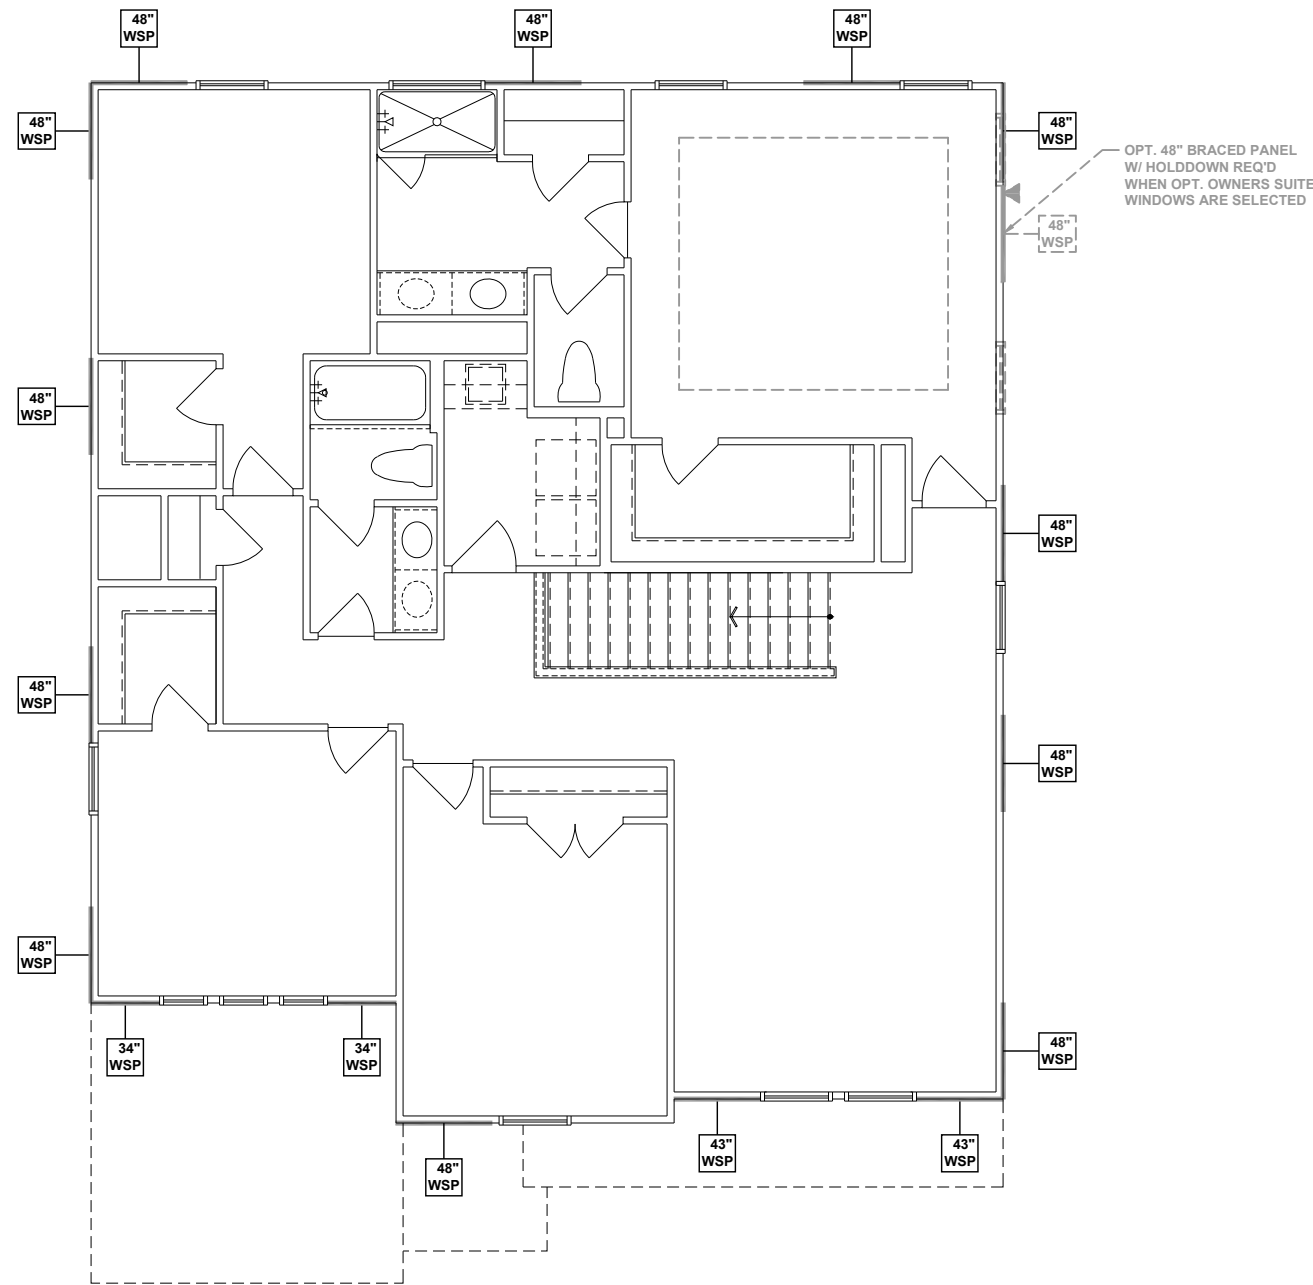 48"
WSP
48"
WSP
48"
WSP
48"
WSP
48"
WSP
OPT. 48" BRACED PANEL
W/ HOLDDOWN REQ'D
WHEN OPT. OWNERS SUITE
WINDOWS ARE SELECTED
48"
WSP
48"
WSP
48"
WSP
48"
WSP
48"
WSP
48"
WSP
34"
WSP
34"
WSP
48"
WSP
43"
WSP
43"
WSP
48"
WSP